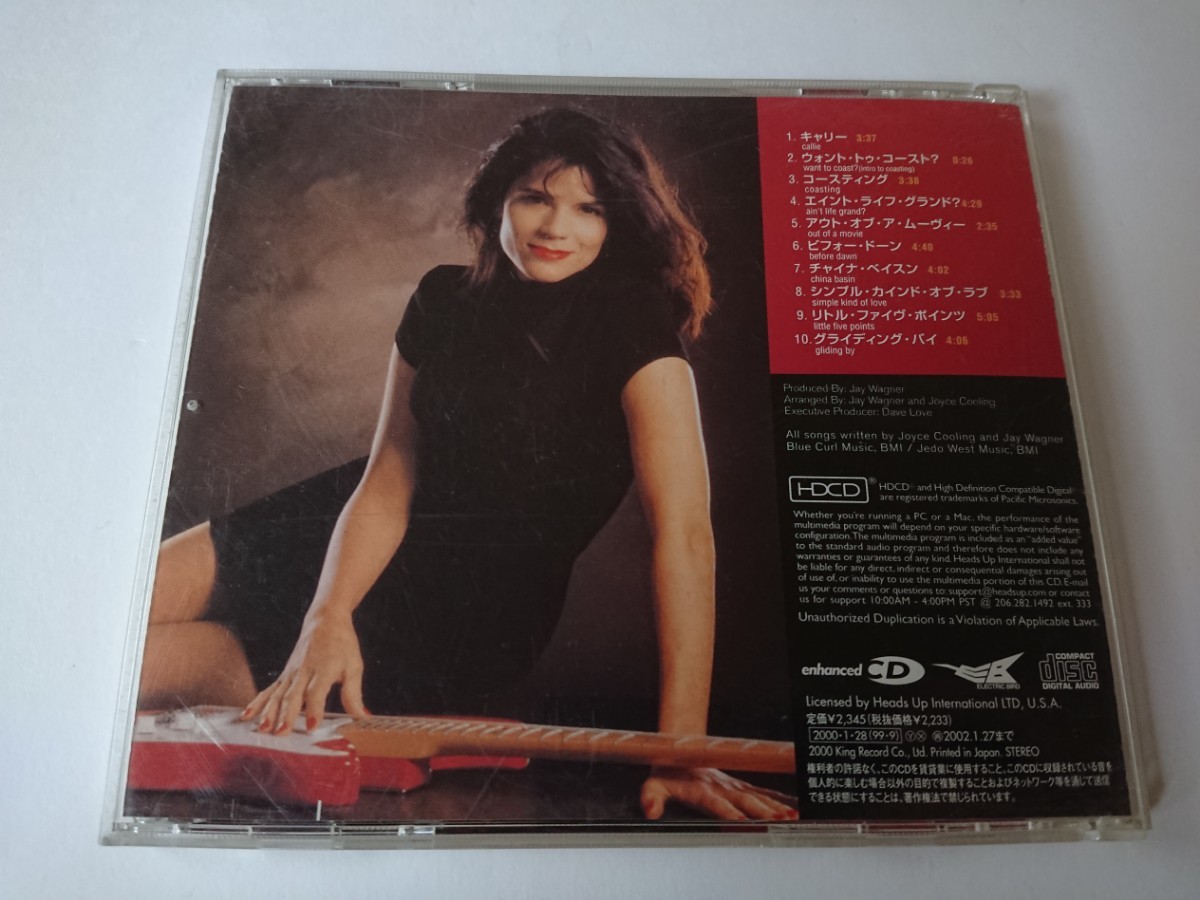 1. キャリー 3:37
callie
2. ウォント・トゥ・コースト? 0:26
want to coast?(intro to coasting)
3. コースティング 3:38
coasting
4. エイント・ライフ・グランド?4:29
ain't life grand?
5. アウト・オブ・ア・ムーヴィー 2:35
out of a movie
6. ビフォー・ドーン 4:40
before dawn
7. チャイナ・ベイスン 4:02
china basin
8. シンプル・カインド・オブ・ラブ 3:33
simple kind of love
9. リトル・ファイヴ・ポインツ 5:05
little five points
10. グライディング・バイ 4:06
gliding by
Produced By: Jay Wagner
Arranged By: Jay Wagner and Joyce Cooling
Executive Producer: Dave Love
All songs written by Joyce Cooling and Jay Wagner
Blue Curl Music, BMI / Jedo West Music, BMI
HDCD® HDCD® and High Definition Compatible Digital®
are registered trademarks of Pacific Microsonics.
Whether you're running a PC or a Mac, the performance of the
multimedia program will depend on your specific hardware/software
configuration. The multimedia program is included as an "added value"
to the standard audio program and therefore does not include any
warranties or guarantees of any kind. Heads Up International shall not
be liable for any direct, indirect or consequential damages arising out
of use of, or inability to use the multimedia portion of this CD. E-mail
us your comments or questions to: support@headsup.com or contact
us for support 10:00AM - 4:00PM PST @ 206.282.1492 ext. 333
Unauthorized Duplication is a Violation of Applicable Laws.
enhanced CD
EB ELECTRIC BIRD
COMPACT disc DIGITAL AUDIO
Licensed by Heads Up International LTD, U.S.A.
定価¥2,345(税抜価格¥2,233)
2000・1・28(99・9) Ⓨ Ⓧ 再2002.1.27まで
2000 King Record Co., Ltd. Printed in Japan. STEREO
権利者の許諾なく、このCDを賃貸業に使用すること、このCDに収録されている音を
個人的に楽しむ場合以外の目的で複製することおよびネットワーク等を通じて送信
できる状態にすることは、著作権法で禁じられています。